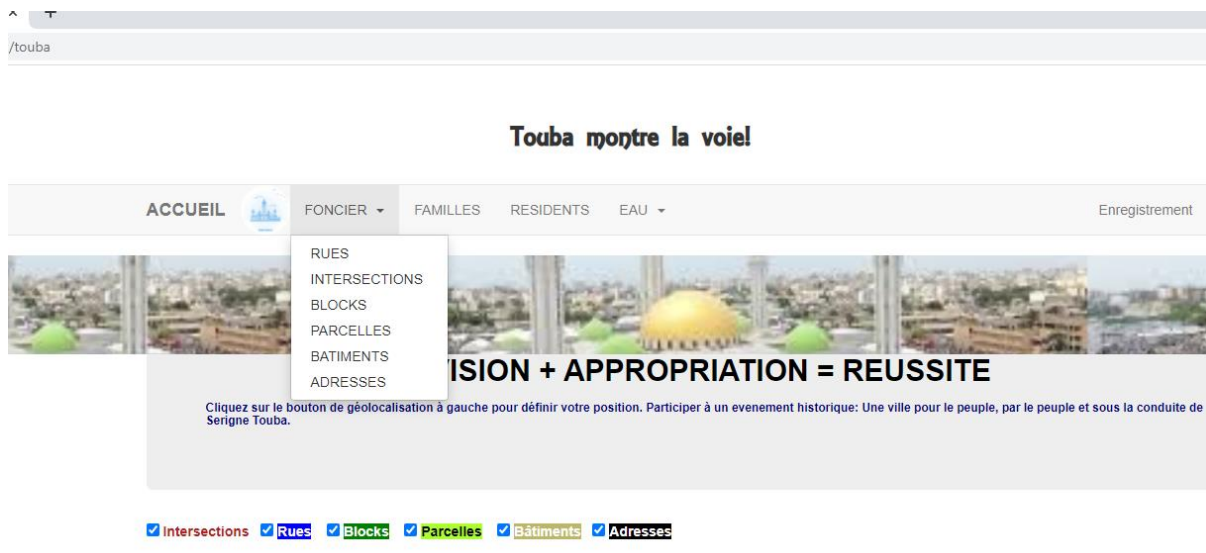 /touba
Touba montre la voie!
ACCUEIL FONCIER FAMILLES RESIDENTS EAU Enregistrement
RUES
INTERSECTIONS
BLOCKS
PARCELLES
BATIMENTS
ADRESSES
ISION + APPROPRIATION = REUSSITE
Cliquez sur le bouton de géolocalisation à gauche pour définir votre position. Participer à un evenement historique: Une ville pour le peuple, par le peuple et sous la conduite de
Serigne Touba.
Intersections Rues Blocks Parcelles Bâtiments Adresses